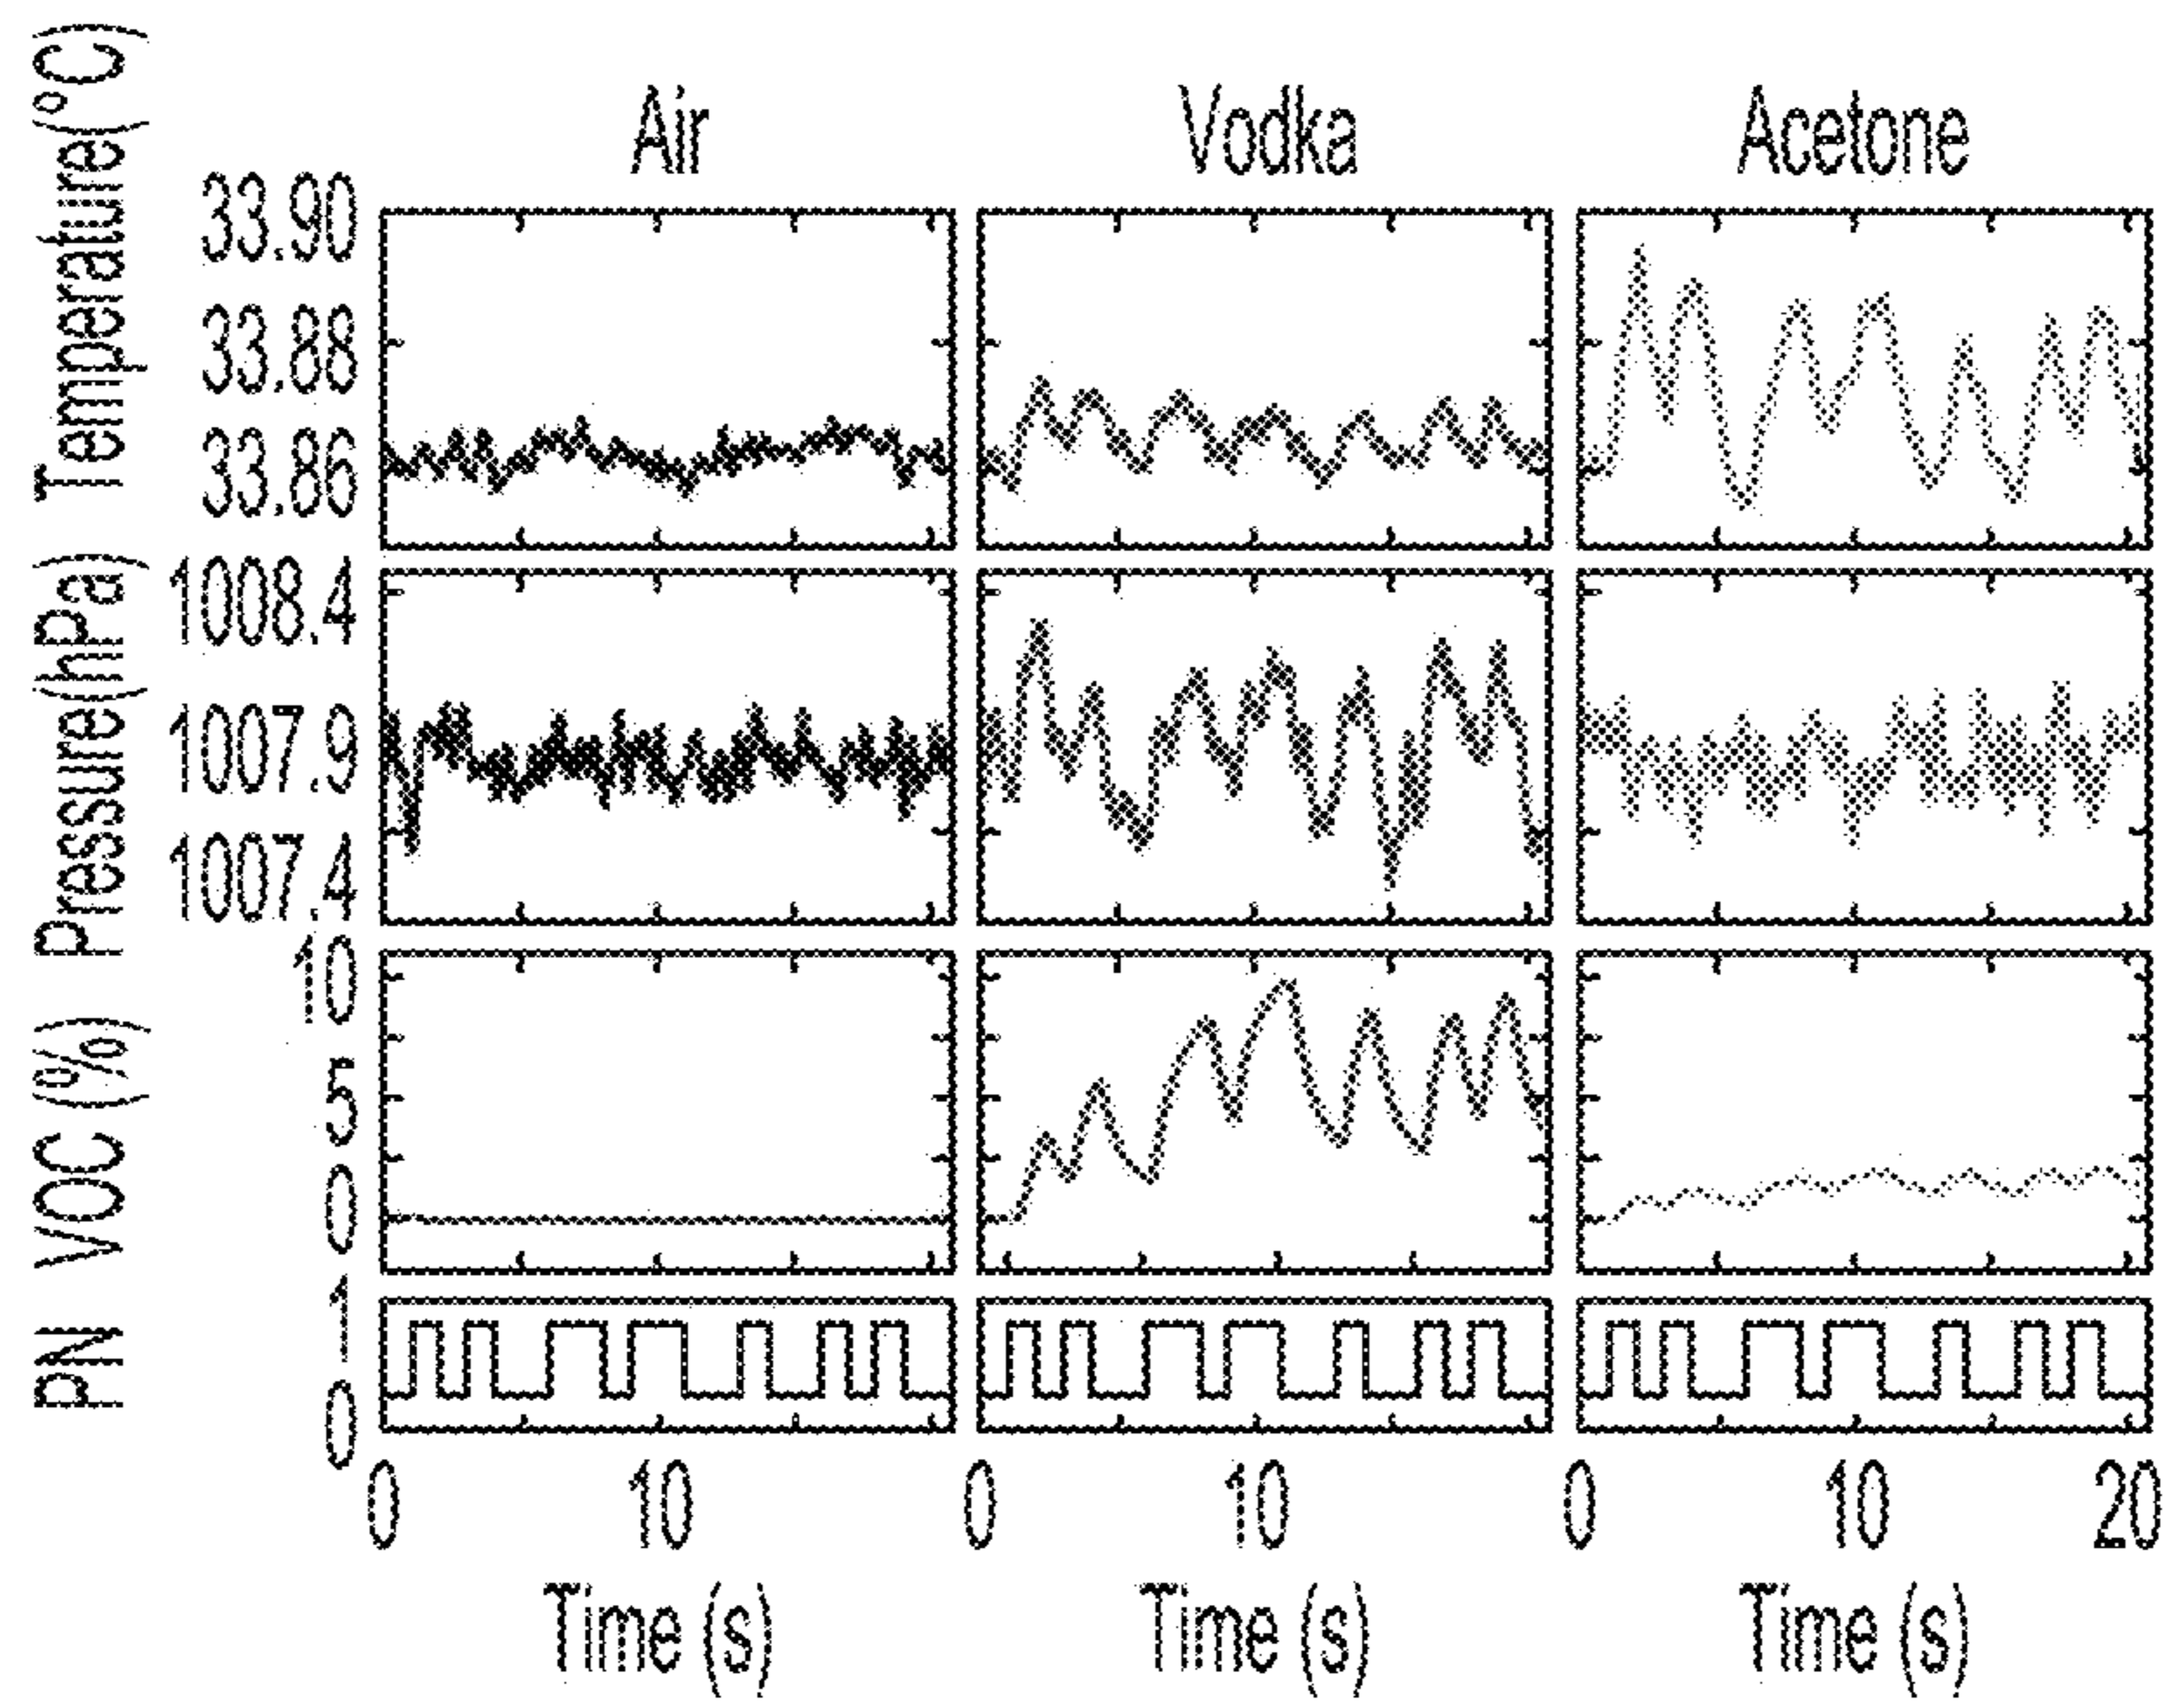 Air Vodka Acetone
Temperature(°C)
33.90
33.88
33.86
Pressure(hPa)
1008.4
1007.9
1007.4
VOC (%)
10
5
0
PN
1
0
0 10 0 10 0 10 20
Time (s) Time (s) Time (s)